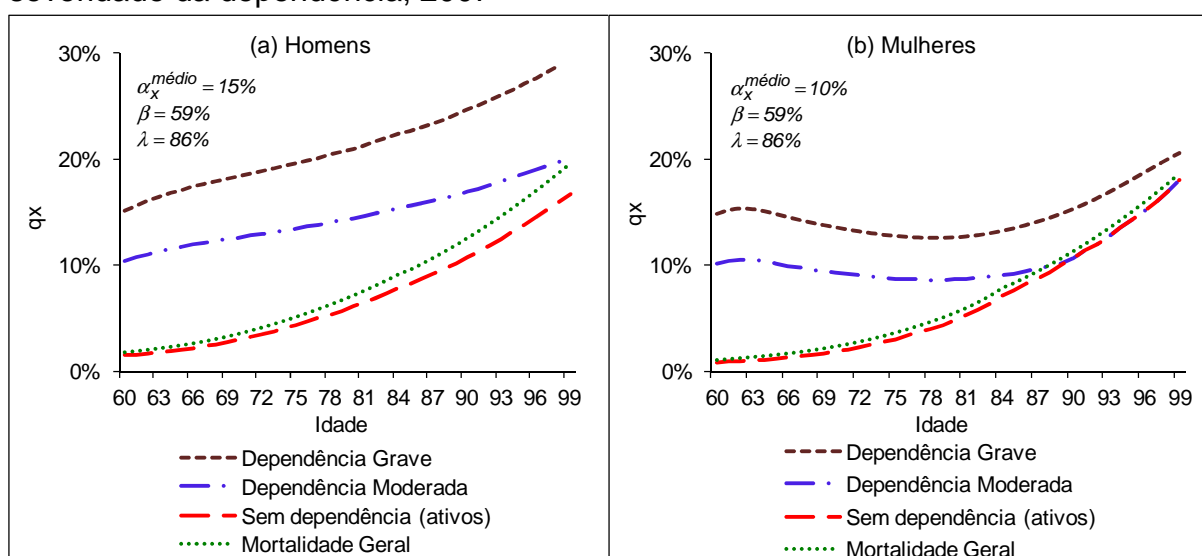 (a) Homens
30%
20%
10%
0%
qx
α_x^médio = 15%
β = 59%
λ = 86%
60 63 66 69 72 75 78 81 84 87 90 93 96 99
Idade
Dependência Grave
Dependência Moderada
Sem dependência (ativos)
Mortalidade Geral
(b) Mulheres
30%
20%
10%
0%
qx
α_x^médio = 10%
β = 59%
λ = 86%
60 63 66 69 72 75 78 81 84 87 90 93 96 99
Idade
Dependência Grave
Dependência Moderada
Sem dependência (ativos)
Mortalidade Geral